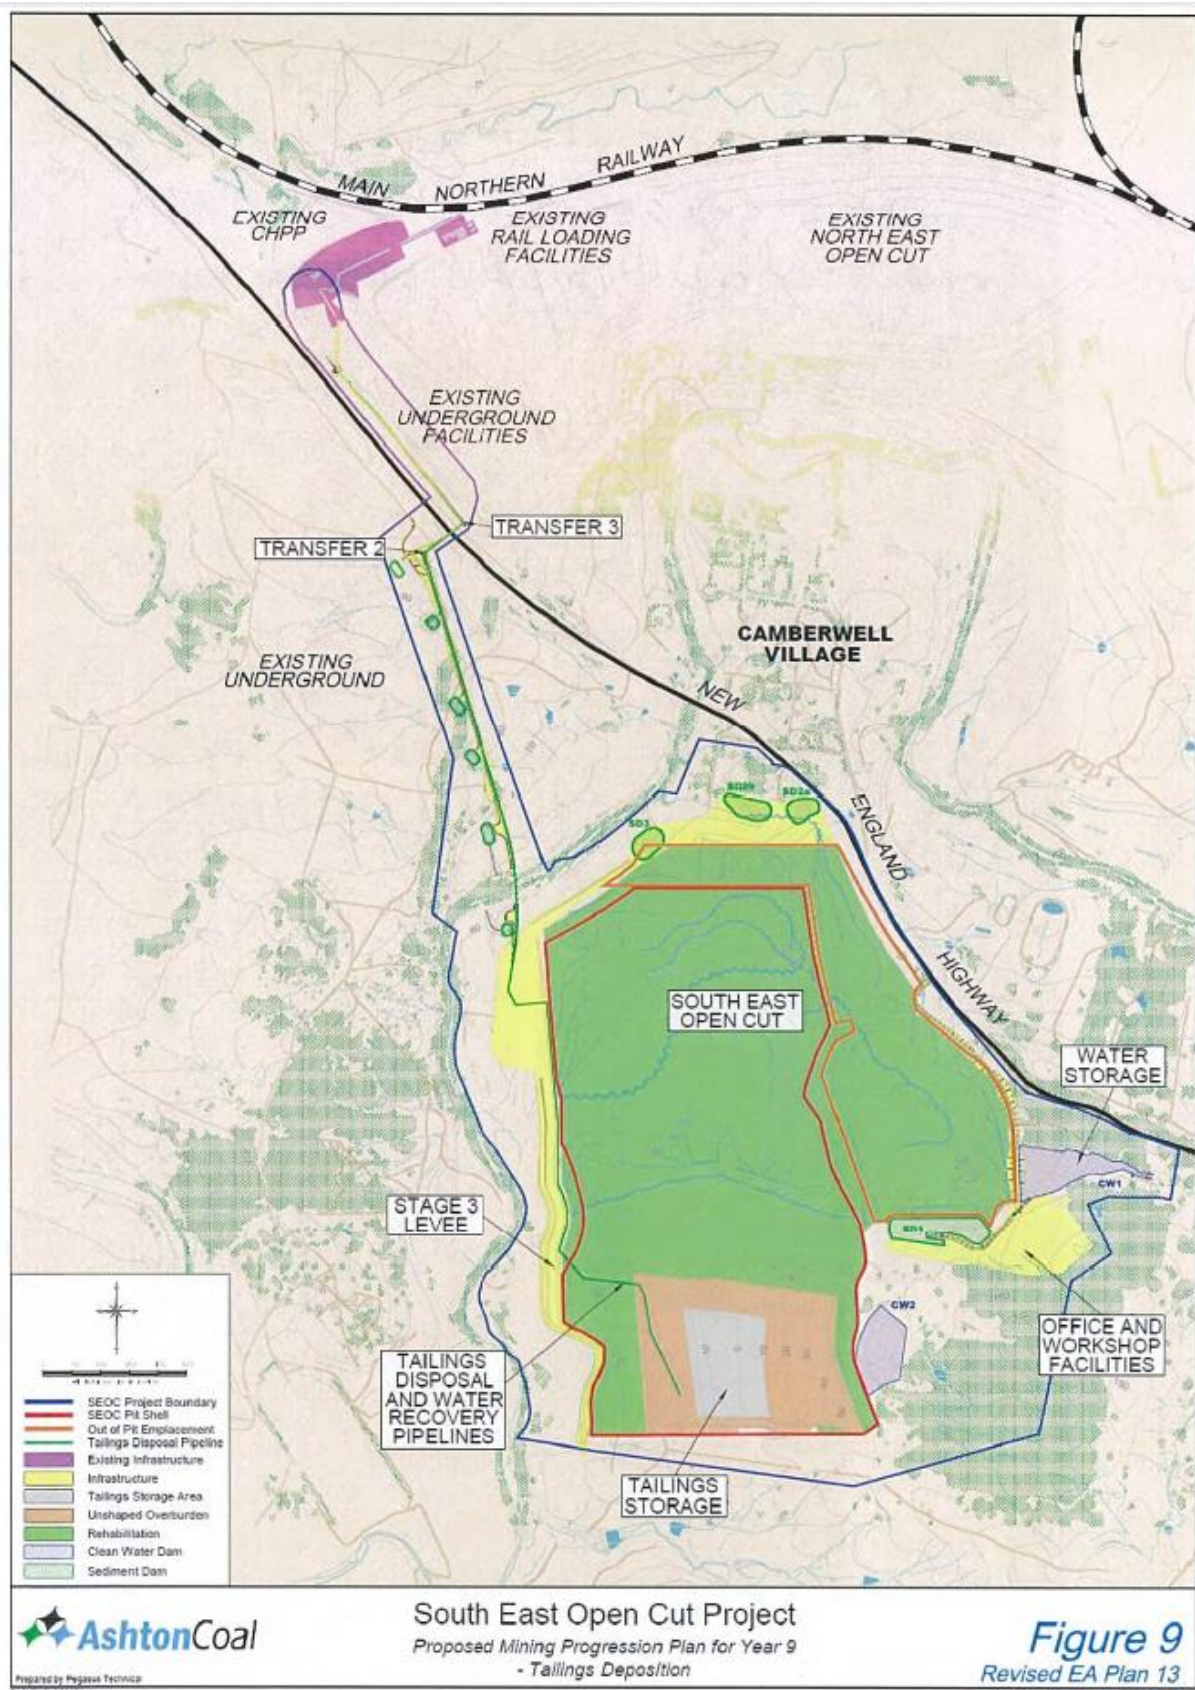 MAIN NORTHERN RAILWAY
EXISTING
CHPP
EXISTING
RAIL LOADING
FACILITIES
EXISTING
NORTH EAST
OPEN CUT
EXISTING
UNDERGROUND
FACILITIES
TRANSFER 3
TRANSFER 2
CAMBERWELL
VILLAGE
EXISTING
UNDERGROUND
NEW ENGLAND HIGHWAY
SD2a
SD3
SOUTH EAST
OPEN CUT
WATER
STORAGE
CW1
STAGE 3
LEVEE
CW2
OFFICE AND
WORKSHOP
FACILITIES
TAILINGS
DISPOSAL
AND WATER
RECOVERY
PIPELINES
TAILINGS
STORAGE
SEOC Project Boundary
SEOC Pit Shell
Out of Pit Emplacement
Tailings Disposal Pipeline
Existing Infrastructure
Infrastructure
Tailings Storage Area
Unshaped Overburden
Rehabilitation
Clean Water Dam
Sediment Dam
AshtonCoal
Prepared by Pegasus Technical
South East Open Cut Project
Proposed Mining Progression Plan for Year 9
- Tailings Deposition
Figure 9
Revised EA Plan 13